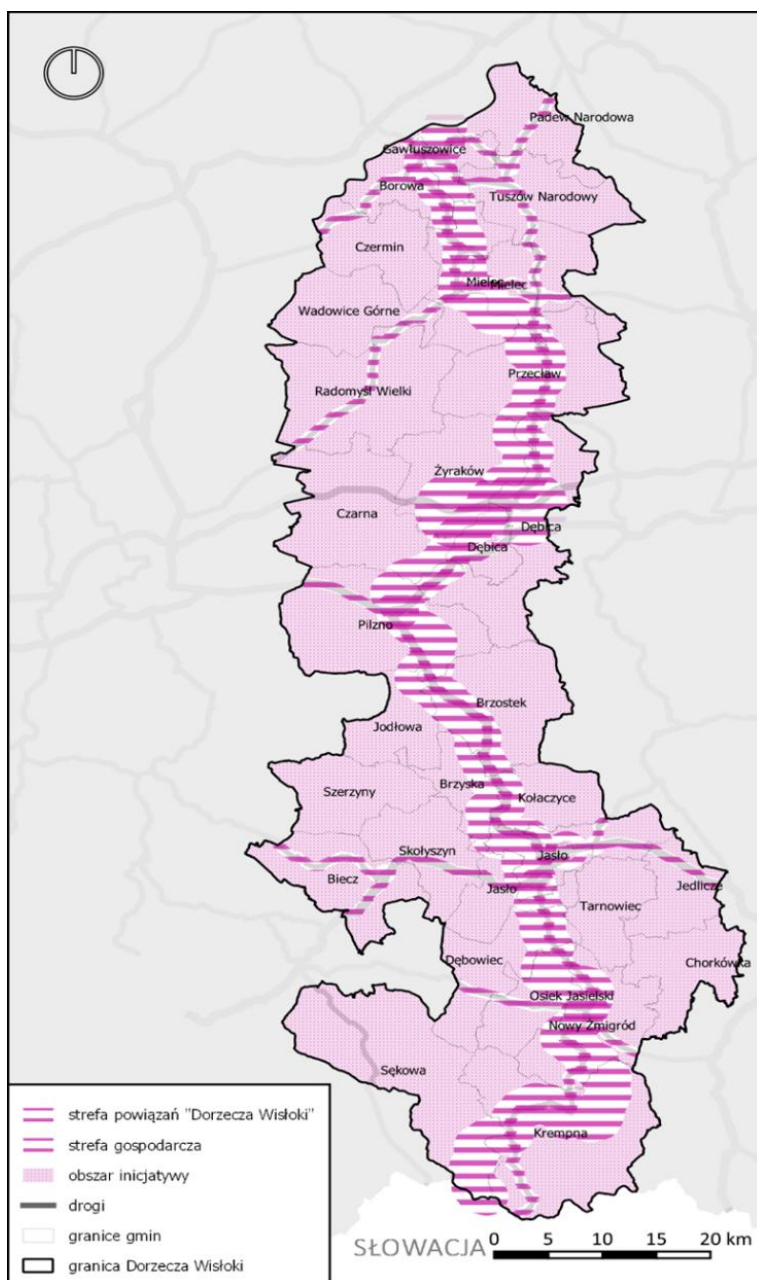 Padew Narodowa
Gawłuszowice
Borowa
Tuszów Narodowy
Czermin
Mielec
Mielec
Wadowice Górne
Przecław
Radomyśl Wielki
Żyraków
Czarna
Dębica
Dębica
Pilzno
Brzostek
Jodłowa
Brzyska
Szerzyny
Kołaczyce
Skołyszyn
Jasło
Biecz
Jasło
Jedlicze
Tarnowiec
Dębowiec
Chorkówka
Osiek Jasielski
Nowy Żmigród
Sękowa
Krempna
strefa powiązań "Dorzecza Wisłoki"
strefa gospodarcza
obszar inicjatywy
drogi
granice gmin
granica Dorzecza Wisłoki
SŁOWACJA
0 5 10 15 20 km